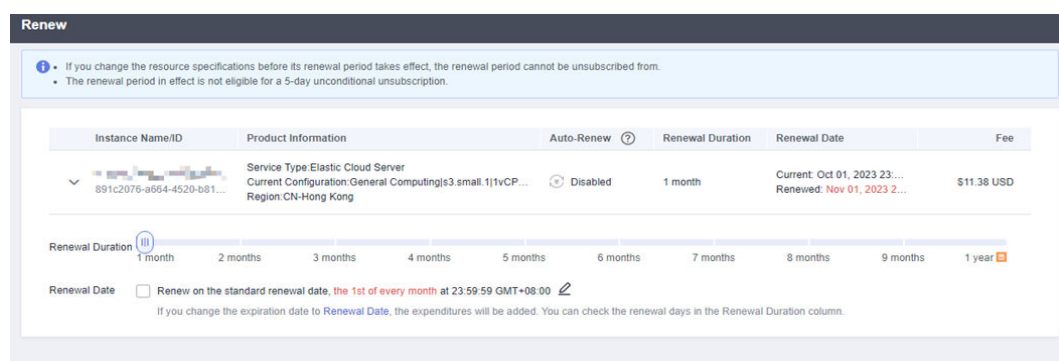 Renew
If you change the resource specifications before its renewal period takes effect, the renewal period cannot be unsubscribed from.
The renewal period in effect is not eligible for a 5-day unconditional unsubscription.
Instance Name/ID Product Information Auto-Renew Renewal Duration Renewal Date Fee
Service Type:Elastic Cloud Server
Current Configuration:General Computing|s3.small.1|1vCP...
Region:CN-Hong Kong
891c2076-a664-4520-b81...
Disabled
1 month
Current: Oct 01, 2023 23:...
Renewed: Nov 01, 2023 2...
$11.38 USD
Renewal Duration
1 month 2 months 3 months 4 months 5 months 6 months 7 months 8 months 9 months 1 year
Renewal Date Renew on the standard renewal date, the 1st of every month at 23:59:59 GMT+08:00
If you change the expiration date to Renewal Date, the expenditures will be added. You can check the renewal days in the Renewal Duration column.